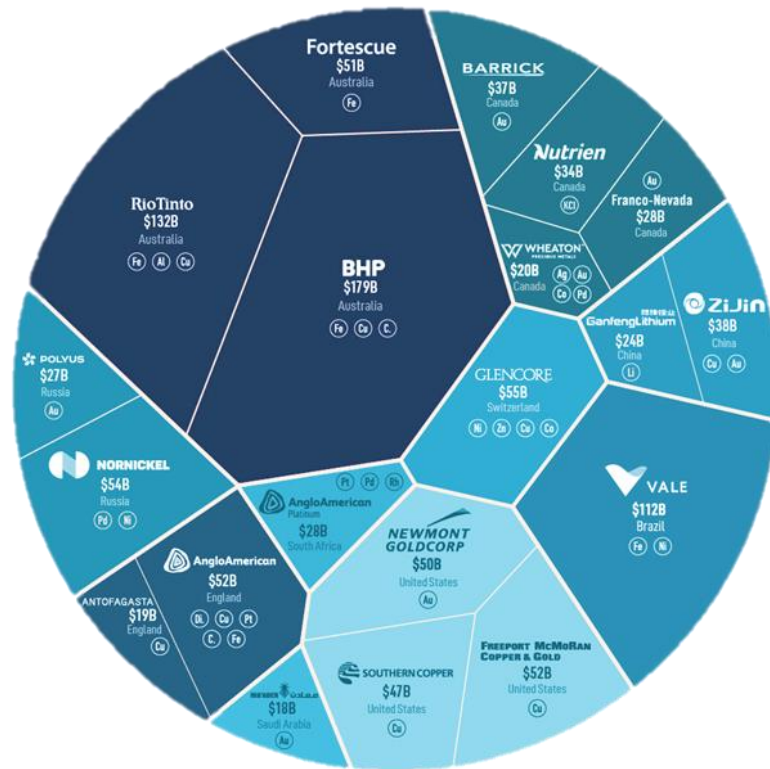 Fortescue
$51B
Australia
Fe
BARRICK
$37B
Canada
Au
Nutrien
$34B
Canada
KCl
Au
Franco-Nevada
$28B
Canada
RioTinto
$132B
Australia
Fe Al Cu
BHP
$179B
Australia
Fe Cu C.
WHEATON™
PRECIOUS METALS
$20B
Canada
Ag Au
Co Pd
GanfengLithium
$24B
China
Li
ZiJin
$38B
China
Cu Au
POLYUS
$27B
Russia
Au
GLENCORE
$55B
Switzerland
Ni Zn Cu Co
NORNICKEL
$54B
Russia
Pd Ni
Pt Pd Rh
AngloAmerican
Platinum
$28B
South Africa
VALE
$112B
Brazil
Fe Ni
NEWMONT
GOLDCORP
$50B
United States
Au
AngloAmerican
$52B
England
Di. Cu Pt
C. Fe
ANTOFAGASTA
$19B
England
Cu
معادن
$18B
Saudi Arabia
Au
SOUTHERN COPPER
$47B
United States
Cu
FREEPORT MCMORAN
COPPER & GOLD
$52B
United States
Cu